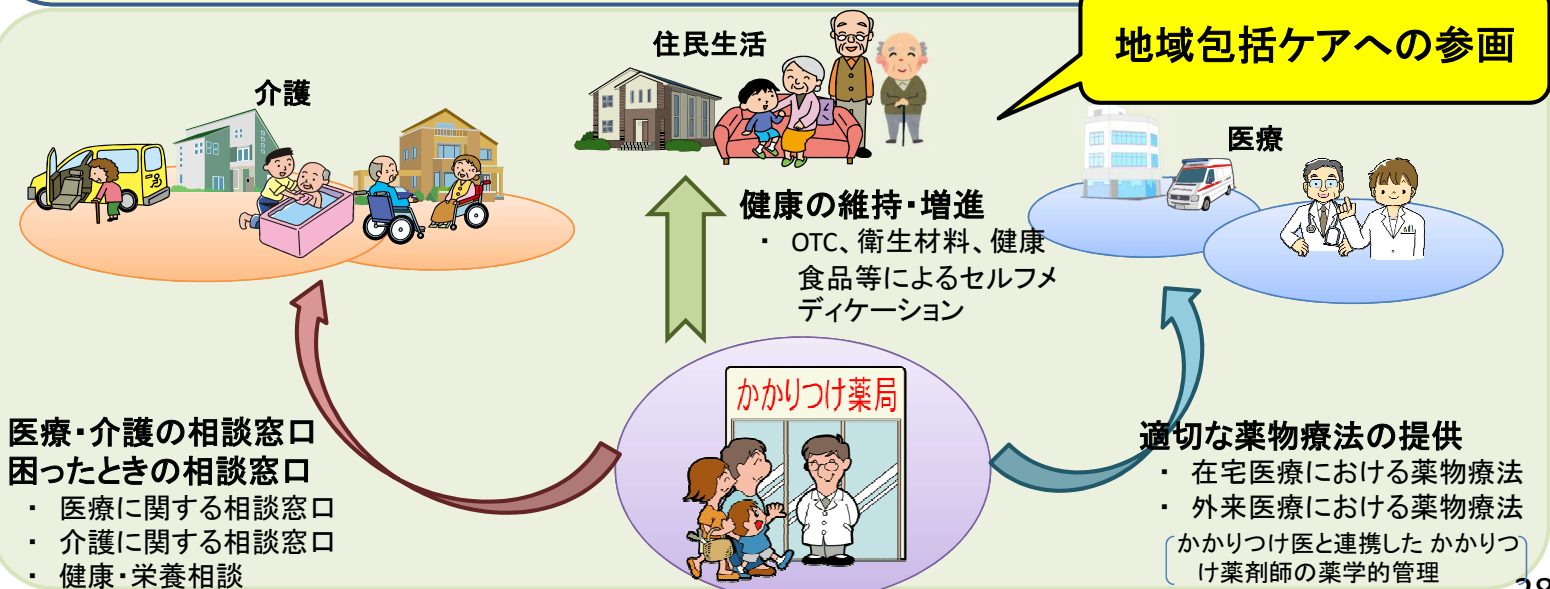 地域包括ケアへの参画
住民生活
介護
医療
健康の維持・増進
・ OTC、衛生材料、健康
食品等によるセルフメ
ディケーション
かかりつけ薬局
医療・介護の相談窓口
困ったときの相談窓口
・ 医療に関する相談窓口
・ 介護に関する相談窓口
・ 健康・栄養相談
適切な薬物療法の提供
・ 在宅医療における薬物療法
・ 外来医療における薬物療法
かかりつけ医と連携した かかりつ
け薬剤師の薬学的管理